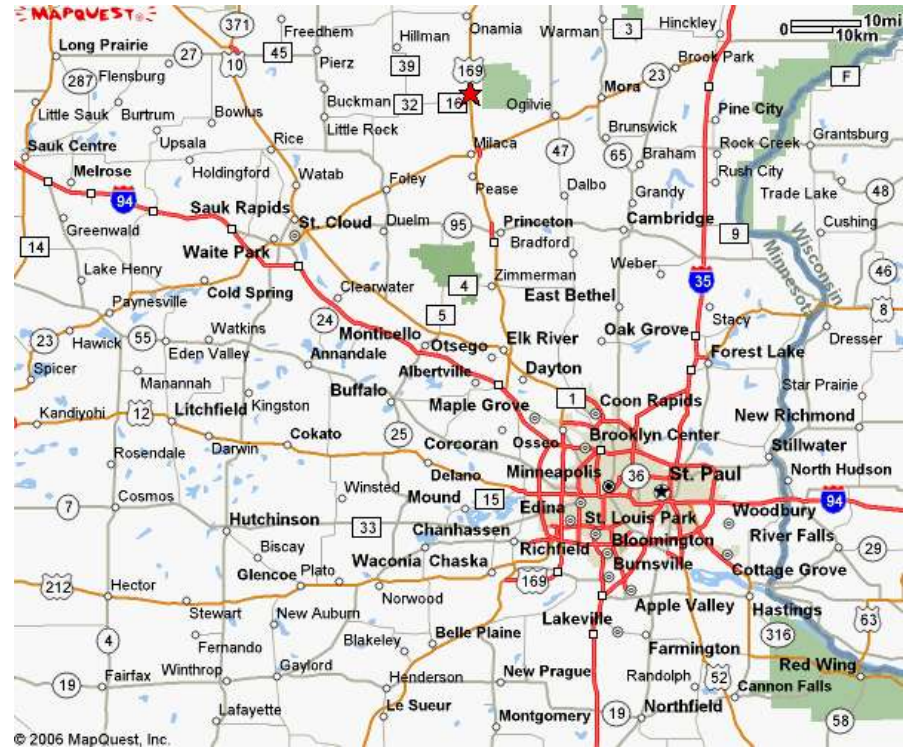 MAPQUEST
371
Freedhem
Hillman
Onamia
Warman
3
Hinckley
0 10mi
10km
Long Prairie
27
10
45
39
169
Brook Park
287
Flensburg
Pierz
23
F
Little Sauk
Burtrum
Bowlus
Buckman
32
16
Ogilvie
Mora
Pine City
Little Rock
Upsala
Rice
Milaca
47
Brunswick
65
Braham
Rock Creek
Grantsburg
Sauk Centre
Holdingford
Watab
Foley
Pease
Dalbo
Grandy
Rush City
Trade Lake
48
Melrose
94
Sauk Rapids
St. Cloud
Duelm
95
Princeton
Cambridge
9
Cushing
Greenwald
14
Waite Park
Bradford
Wisconsin
Minnesota
Lake Henry
Cold Spring
Clearwater
4
Zimmerman
Weber
35
46
Paynesville
24
5
East Bethel
Stacy
8
23
Hawick
55
Watkins
Monticello
Otsego
Elk River
Oak Grove
Dresser
Eden Valley
Annandale
Albertville
Dayton
Forest Lake
Spicer
Manannah
Kingston
Buffalo
Maple Grove
1
Coon Rapids
Star Prairie
Kandiyohi
12
Litchfield
New Richmond
Darwin
Cokato
25
Corcoran
Osseo
Brooklyn Center
Stillwater
Rosendale
Delano
Minneapolis
36
St. Paul
North Hudson
7
Cosmos
Winsted
Mound
15
Edina
94
Hutchinson
33
Chanhassen
St. Louis Park
Woodbury
Biscay
Waconia
Chaska
Richfield
Bloomington
River Falls
29
212
Hector
Glencoe
Plato
169
Burnsville
Cottage Grove
Stewart
Norwood
Apple Valley
Hastings
New Auburn
Lakeville
63
4
Fernando
Blakeley
Belle Plaine
316
Farmington
Winthrop
Gaylord
New Prague
Red Wing
19
Fairfax
Henderson
Randolph
52
Cannon Falls
Lafayette
Le Sueur
Montgomery
19
Northfield
58
© 2006 MapQuest, Inc.